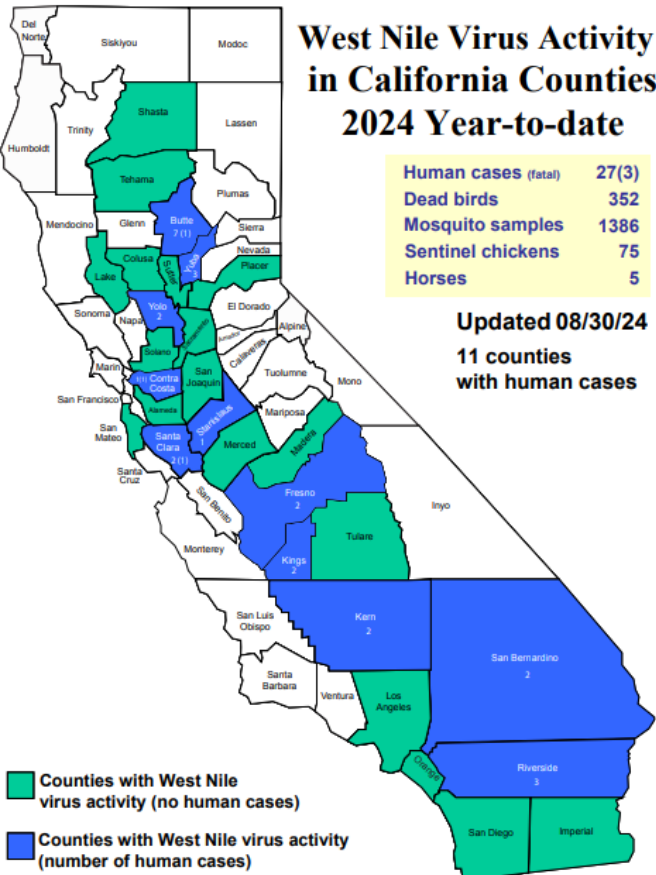 West Nile Virus Activity
in California Counties
2024 Year-to-date
Human cases (fatal) 27(3)
Dead birds 352
Mosquito samples 1386
Sentinel chickens 75
Horses 5
Updated 08/30/24
11 counties
with human cases
Del
Norte
Siskiyou
Modoc
Humboldt
Trinity
Shasta
Lassen
Tehama
Plumas
Mendocino
Glenn
Butte
7 (1)
Sierra
Nevada
Yuba
Lake
Colusa
Sutter
Placer
Sonoma
Napa
Yolo
2
Sacramento
El Dorado
Amador
Alpine
Solano
Calaveras
Marin
1(1) Contra
Costa
San
Joaquin
Tuolumne
Mono
San Francisco
Alameda
Stanislaus
1
Mariposa
San
Mateo
Santa
Clara
2 (1)
Merced
Madera
Santa
Cruz
San Benito
Fresno
2
Inyo
Monterey
Kings
2
Tulare
San Luis
Obispo
Kern
2
San Bernardino
2
Santa
Barbara
Ventura
Los
Angeles
Orange
Riverside
3
San Diego
Imperial
Counties with West Nile
virus activity (no human cases)
Counties with West Nile virus activity
(number of human cases)